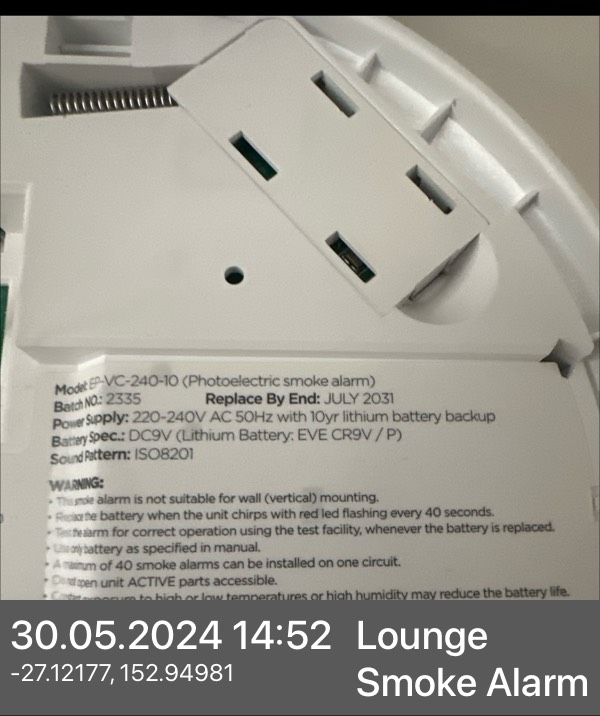 Model: EP-VC-240-10 (Photoelectric smoke alarm)
Batch NO.: 2335 Replace By End: JULY 2031
Power Supply: 220-240V AC 50Hz with 10yr lithium battery backup
Battery Spec.: DC9V (Lithium Battery: EVE CR9V / P)
Sound Pattern: ISO8201
WARNING:
• This smoke alarm is not suitable for wall (vertical) mounting.
• Replace the battery when the unit chirps with red led flashing every 40 seconds.
• Test the alarm for correct operation using the test facility, whenever the battery is replaced.
• Use only battery as specified in manual.
• A maximum of 40 smoke alarms can be installed on one circuit.
• Do not open unit ACTIVE parts accessible.
to high or low temperatures or high humidity may reduce the battery life.
30.05.2024 14:52 Lounge
-27.12177, 152.94981
Smoke Alarm